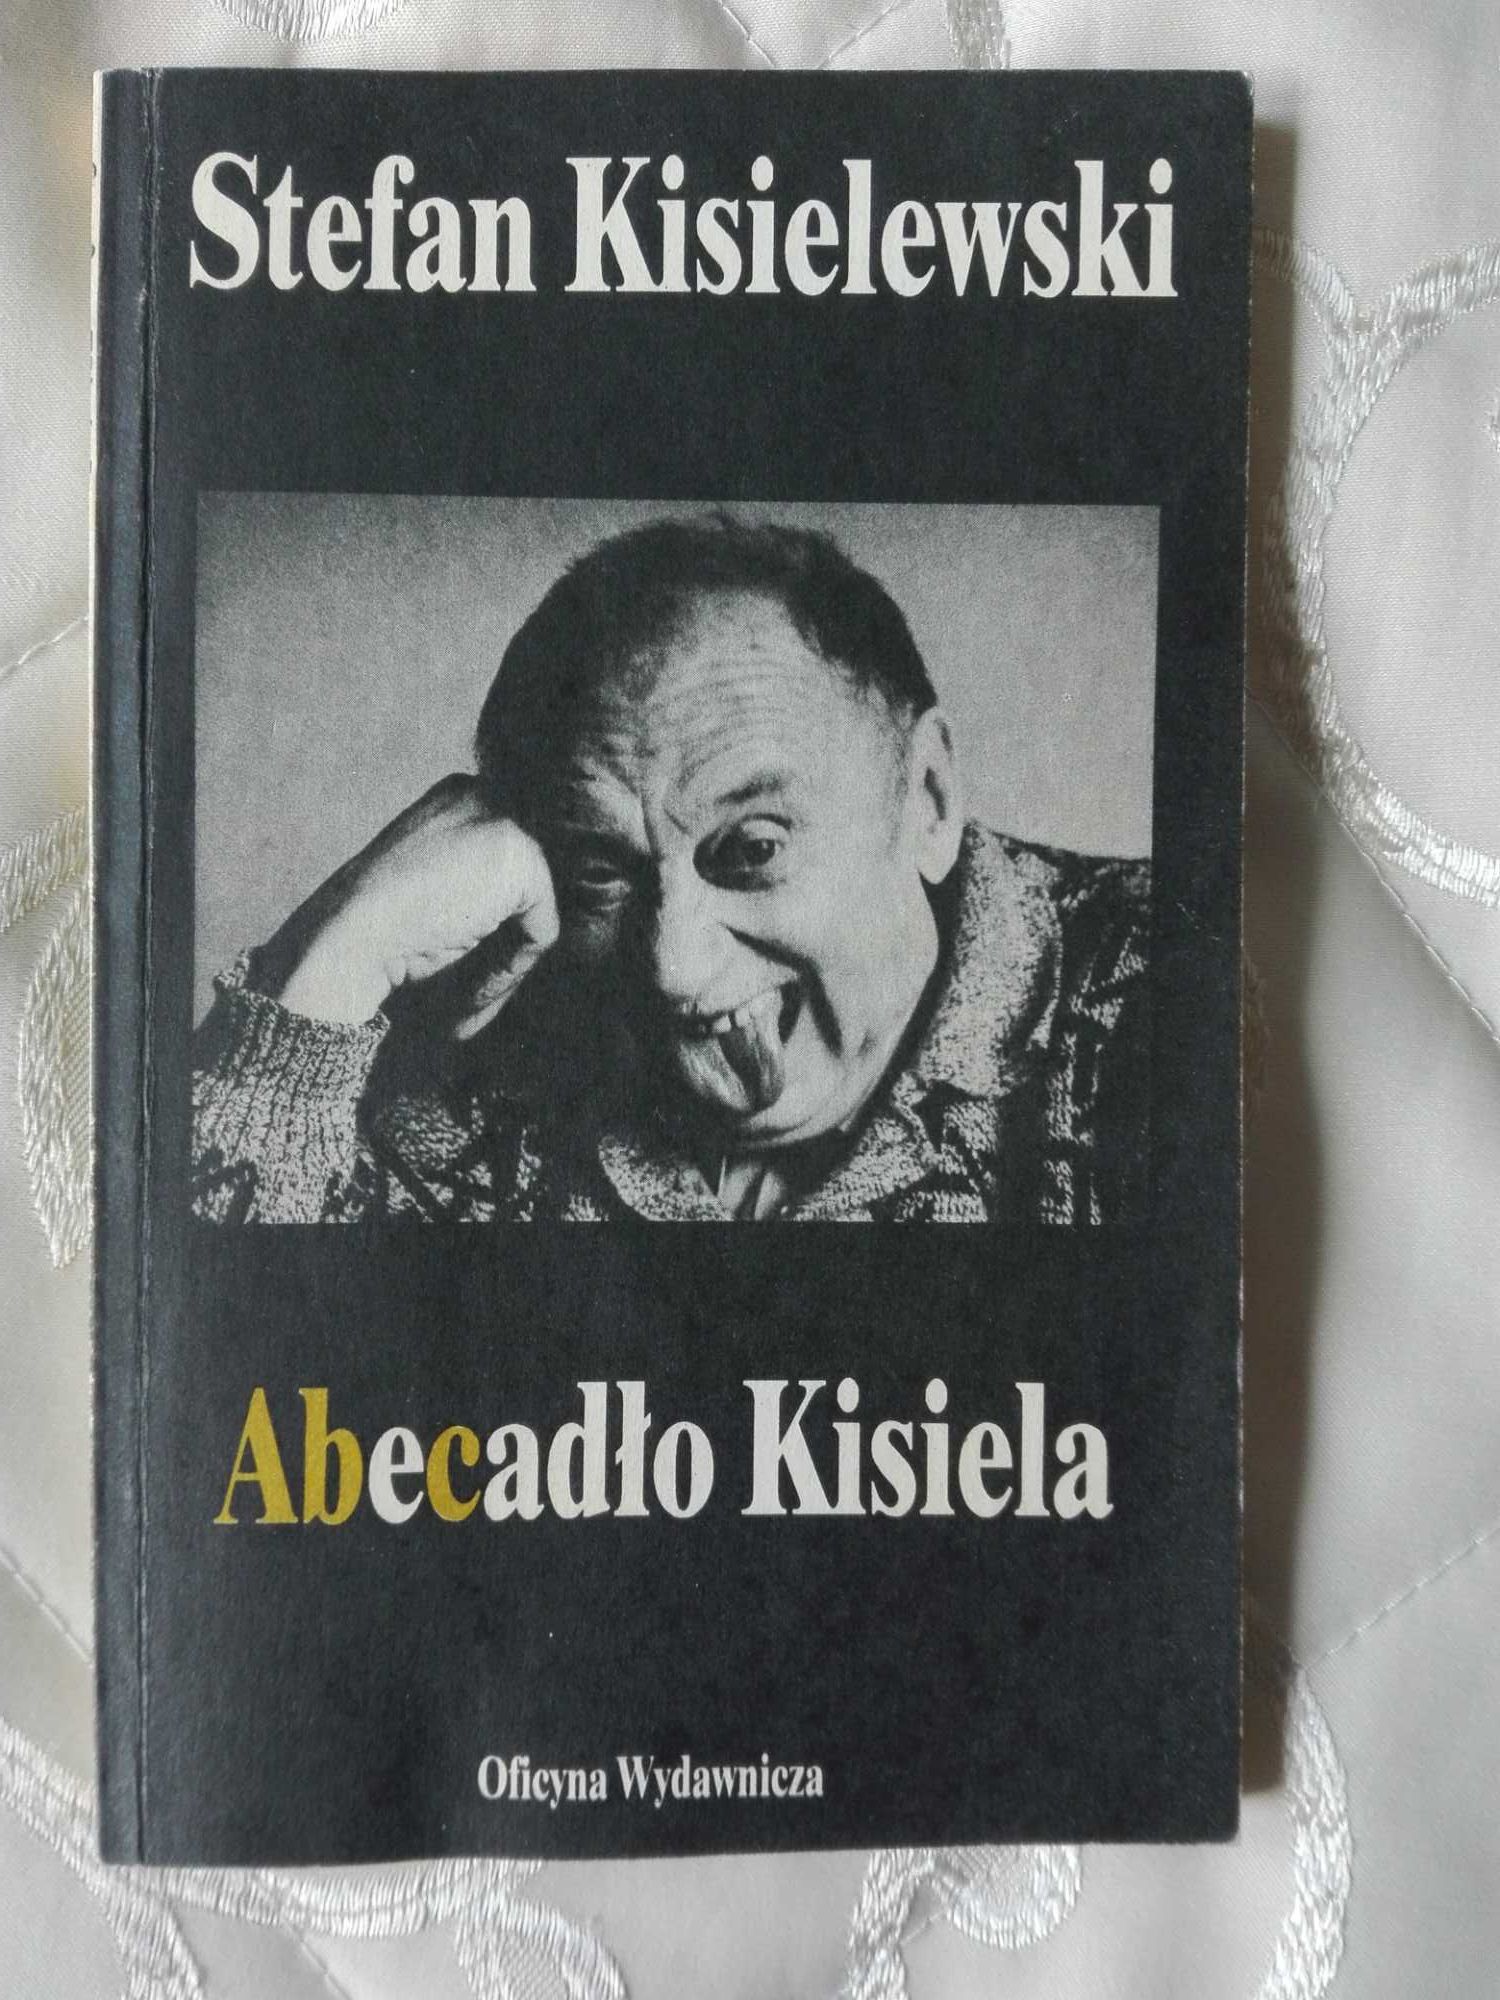 Stefan Kisielewski
Abecadło Kisiela
Oficyna Wydawnicza